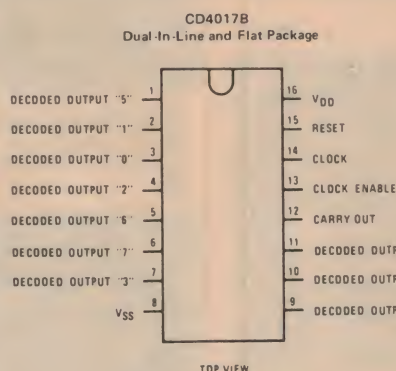 CD4017B
Dual-In-Line and Flat Package
DECODED OUTPUT "5" 1
DECODED OUTPUT "1" 2
DECODED OUTPUT "0" 3
DECODED OUTPUT "2" 4
DECODED OUTPUT "6" 5
DECODED OUTPUT "7" 6
DECODED OUTPUT "3" 7
VSS 8
16 VDD
15 RESET
14 CLOCK
13 CLOCK ENABLE
12 CARRY OUT
11 DECODED
10 DECODED
9 DECODED
TOP VIEW